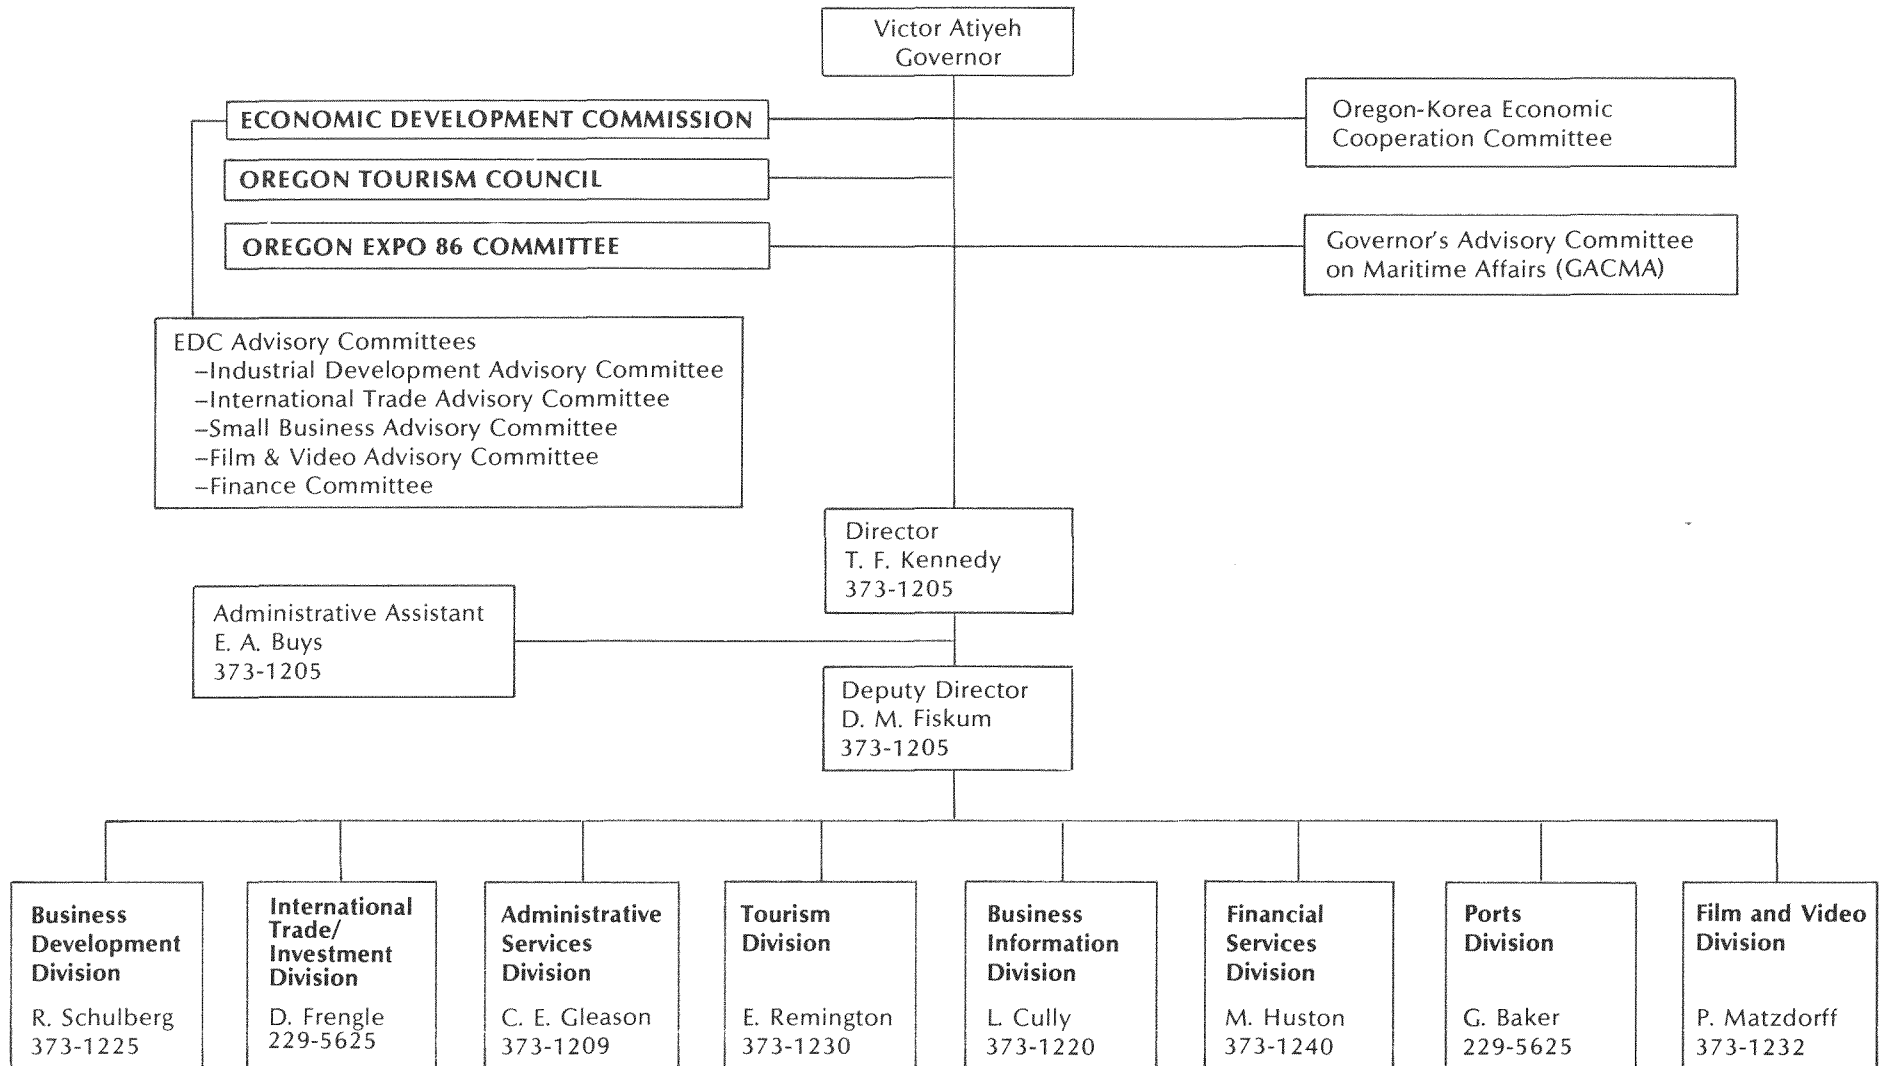 Victor Atiyeh
Governor
ECONOMIC DEVELOPMENT COMMISSION
Oregon-Korea Economic
Cooperation Committee
OREGON TOURISM COUNCIL
OREGON EXPO 86 COMMITTEE
Governor's Advisory Committee
on Maritime Affairs (GACMA)
EDC Advisory Committees
–Industrial Development Advisory Committee
–International Trade Advisory Committee
–Small Business Advisory Committee
–Film & Video Advisory Committee
–Finance Committee
Director
T. F. Kennedy
373-1205
Administrative Assistant
E. A. Buys
373-1205
Deputy Director
D. M. Fiskum
373-1205
Business
Development
Division
R. Schulberg
373-1225
International
Trade/
Investment
Division
D. Frengle
229-5625
Administrative
Services
Division
C. E. Gleason
373-1209
Tourism
Division
E. Remington
373-1230
Business
Information
Division
L. Cully
373-1220
Financial
Services
Division
M. Huston
373-1240
Ports
Division
G. Baker
229-5625
Film and Video
Division
P. Matzdorff
373-1232